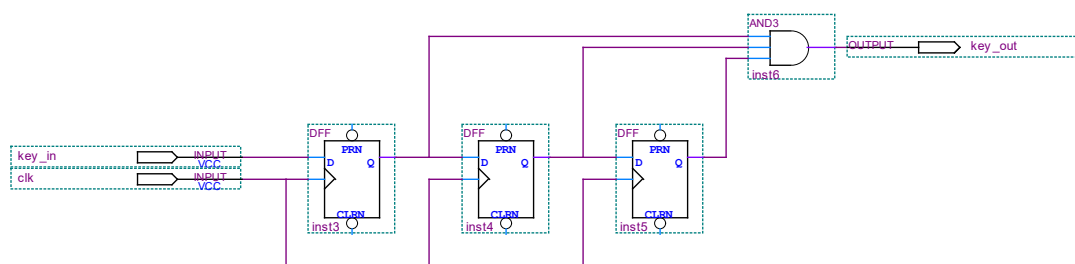 AND3
OUTPUT
key_out
inst6
DFF
DFF
DFF
PRN
PRN
PRN
key_in
INPUT
VCC
D
Q
D
Q
D
Q
clk
INPUT
VCC
CLRN
CLRN
CLRN
inst3
inst4
inst5